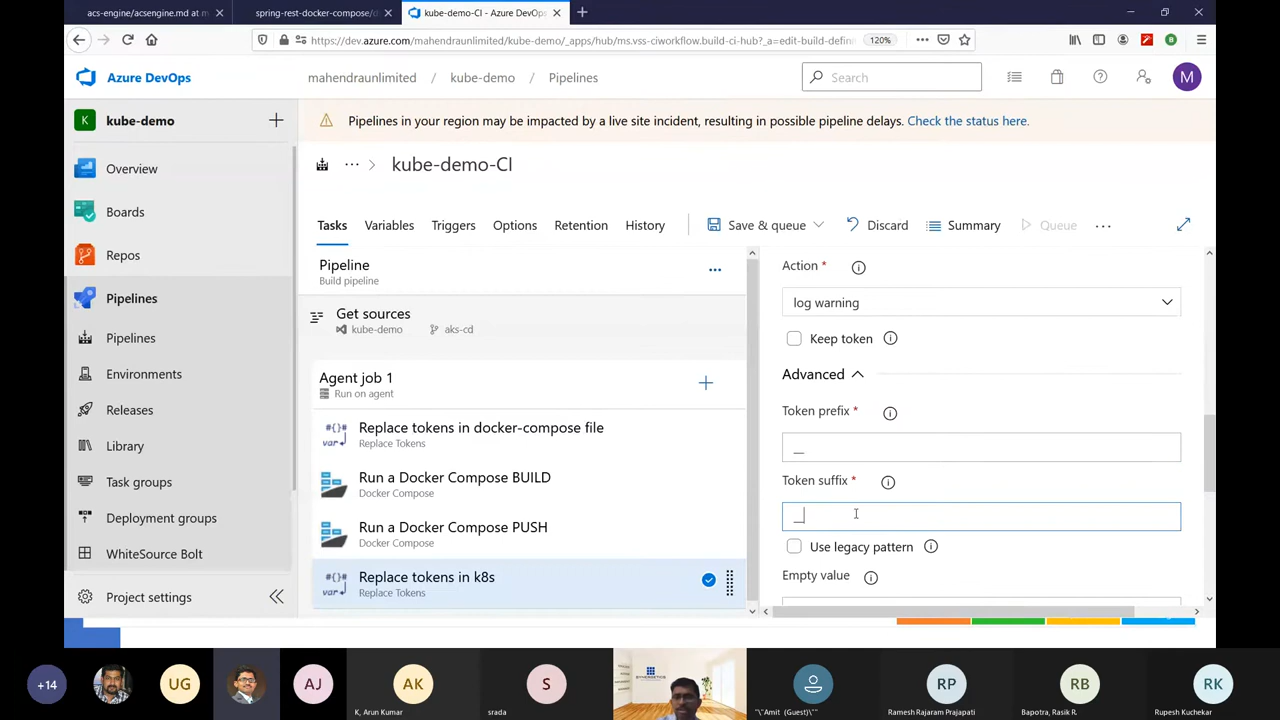 acs-engine/acsengine.md at m
spring-rest-docker-compose/d
kube-demo-CI - Azure DevOps
https://dev.azure.com/mahendraunlimited/kube-demo/_apps/hub/ms.vss-ciworkflow.build-ci-hub?_a=edit-build-defin
120%
Azure DevOps
mahendraunlimited / kube-demo / Pipelines
Search
M
K
kube-demo
Pipelines in your region may be impacted by a live site incident, resulting in possible pipeline delays. Check the status here.
Overview
Boards
Repos
Pipelines
Pipelines
Environments
Releases
Library
Task groups
Deployment groups
WhiteSource Bolt
Project settings
kube-demo-CI
Tasks
Variables
Triggers
Options
Retention
History
Save & queue
Discard
Summary
Queue
Pipeline
Build pipeline
Get sources
kube-demo
aks-cd
Agent job 1
Run on agent
Replace tokens in docker-compose file
Replace Tokens
Run a Docker Compose BUILD
Docker Compose
Run a Docker Compose PUSH
Docker Compose
Replace tokens in k8s
Replace Tokens
Action *
log warning
Keep token
Advanced
Token prefix *
__
Token suffix *
__
Use legacy pattern
Empty value
+14
UG
AJ
AK
K, Arun Kumar
S
srada
SYNERGETICS
"\"Amit (Guest)\""
RP
Ramesh Rajaram Prajapati
RB
Bapotra, Rasik R.
RK
Rupesh Kuchekar